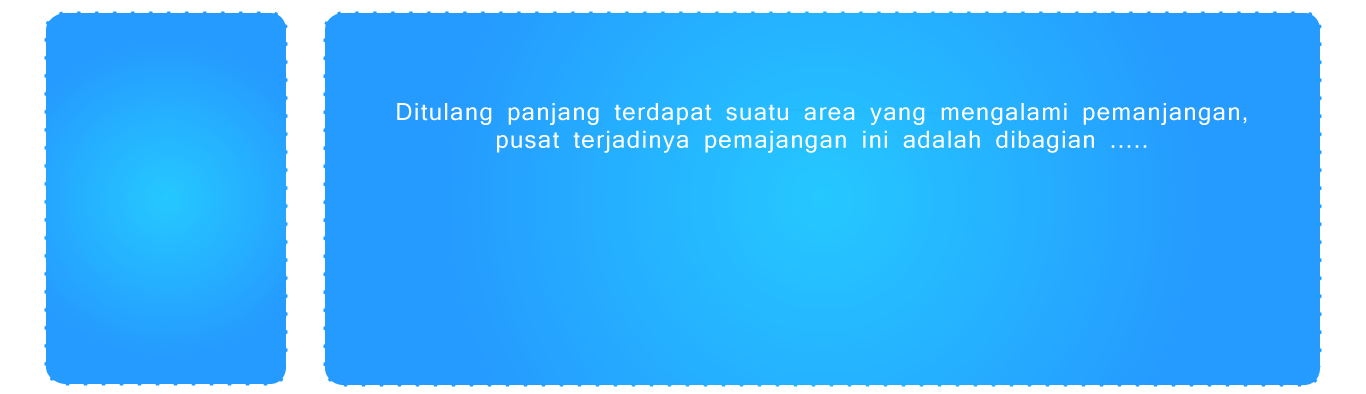 Ditulang panjang terdapat suatu area yang mengalami pemanjangan,
pusat terjadinya pemajangan ini adalah dibagian .....